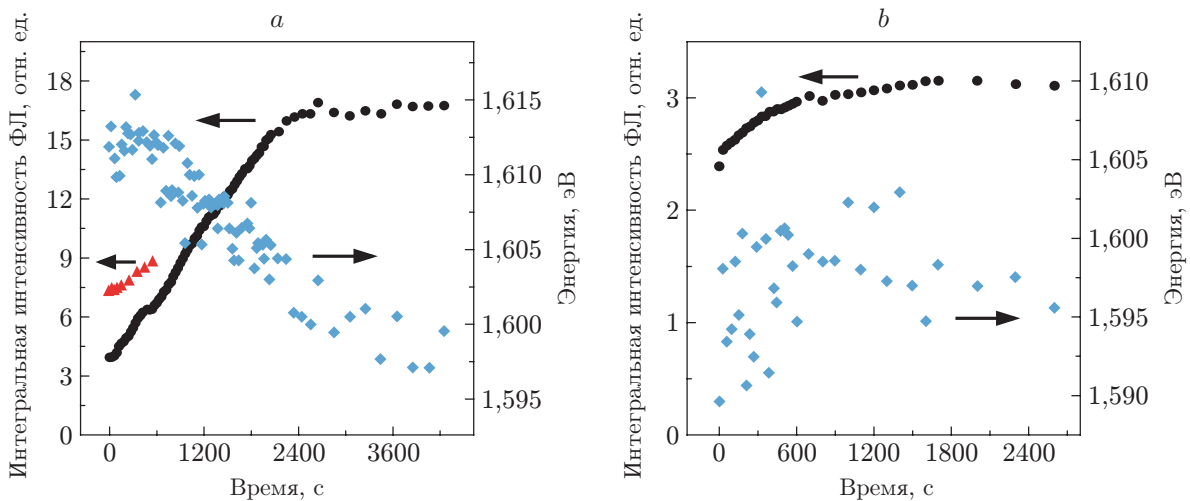 a
Интегральная интенсивность ФЛ, отн. ед.
18
15
12
9
6
3
0
1,615
1,610
1,605
1,600
1,595
Энергия, эВ
0 1200 2400 3600
Время, с
b
Интегральная интенсивность ФЛ, отн. ед.
3
2
1
0
1,610
1,605
1,600
1,595
1,590
Энергия, эВ
0 600 1200 1800 2400
Время, с